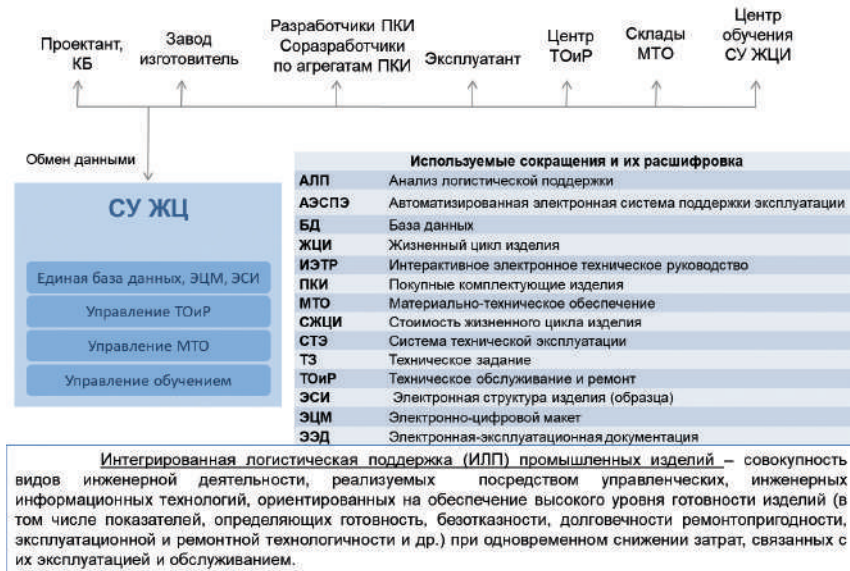 Проектант,
КБ
Завод
изготовитель
Разработчики ПКИ
Соразработчики
по агрегатам ПКИ
Эксплуатант
Центр
ТОиР
Склады
МТО
Центр
обучения
СУ ЖЦИ
Обмен данными
СУ ЖЦ
Единая база данных, ЭЦМ, ЭСИ
Управление ТОиР
Управление МТО
Управление обучением
Используемые сокращения и их расшифровка
АЛП Анализ логистической поддержки
АЭСПЭ Автоматизированная электронная система поддержки эксплуатации
БД База данных
ЖЦИ Жизненный цикл изделия
ИЭТР Интерактивное электронное техническое руководство
ПКИ Покупные комплектующие изделия
МТО Материально-техническое обеспечение
СЖЦИ Стоимость жизненного цикла изделия
СТЭ Система технической эксплуатации
ТЗ Техническое задание
ТОиР Техническое обслуживание и ремонт
ЭСИ Электронная структура изделия (образца)
ЭЦМ Электронно-цифровой макет
ЭЭД Электронная-эксплуатационная документация
Интегрированная логистическая поддержка (ИЛП) промышленных изделий – совокупность
видов инженерной деятельности, реализуемых посредством управленческих, инженерных
информационных технологий, ориентированных на обеспечение высокого уровня готовности изделий (в
том числе показателей, определяющих готовность, безотказности, долговечности ремонтопригодности,
эксплуатационной и ремонтной технологичности и др.) при одновременном снижении затрат, связанных с
их эксплуатацией и обслуживанием.